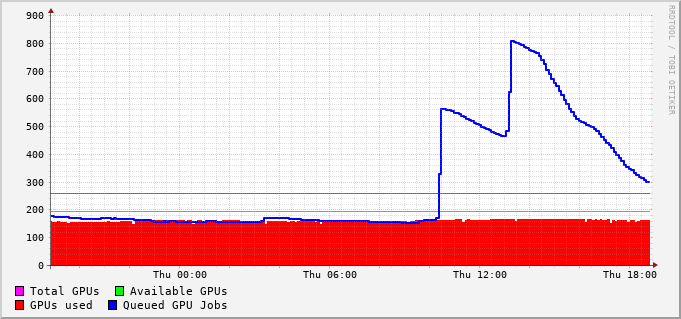 900
800
700
600
500
400
300
200
100
0
Thu 00:00 Thu 06:00 Thu 12:00 Thu 18:00
Total GPUs Available GPUs
GPUs used Queued GPU Jobs
RRDTOOL / TOBI OETIKER